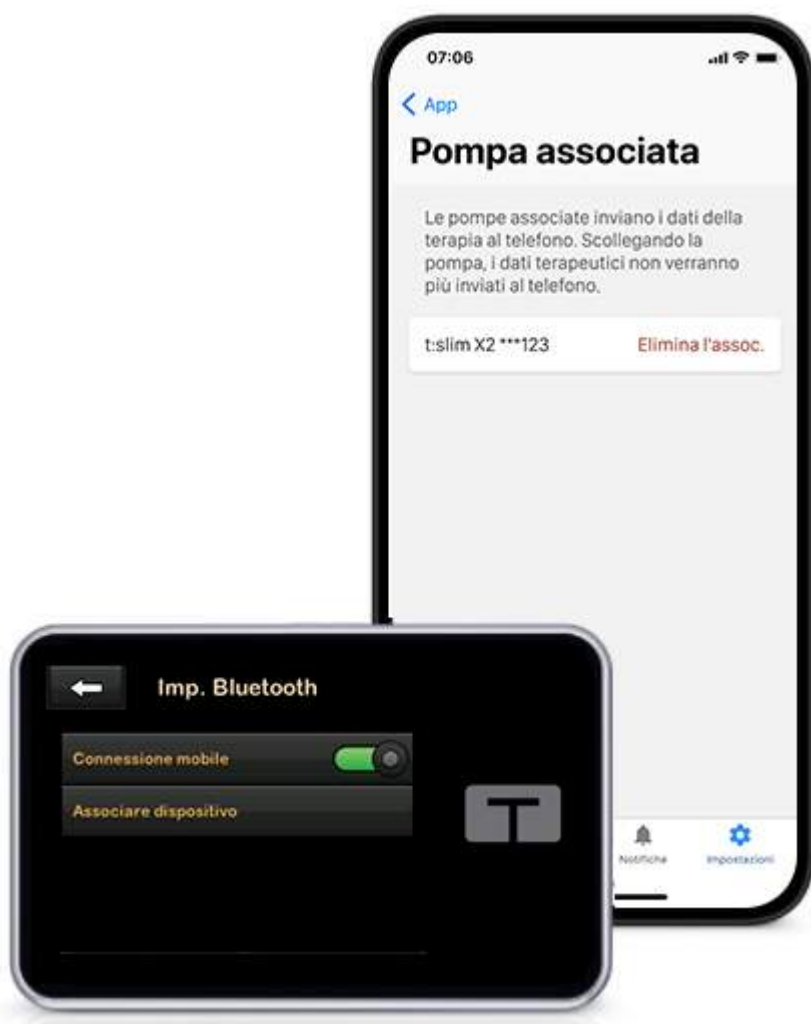 07:06
App
Pompa associata
Le pompe associate inviano i dati della
terapia al telefono. Scollegando la
pompa, i dati terapeutici non verranno
più inviati al telefono.
t:slim X2 ***123 Elimina l'assoc.
Imp. Bluetooth
Connessione mobile
Associare dispositivo
T
Notifiche Impostazioni